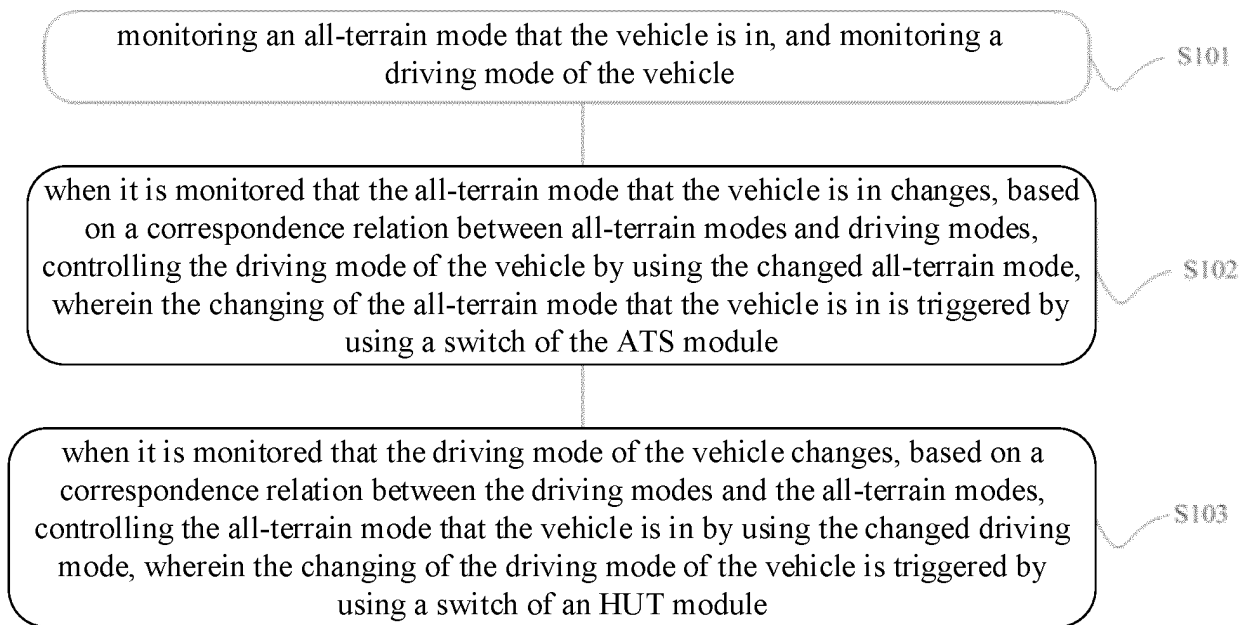 monitoring an all-terrain mode that the vehicle is in, and monitoring a
driving mode of the vehicle
S101
when it is monitored that the all-terrain mode that the vehicle is in changes, based
on a correspondence relation between all-terrain modes and driving modes,
controlling the driving mode of the vehicle by using the changed all-terrain mode,
wherein the changing of the all-terrain mode that the vehicle is in is triggered by
using a switch of the ATS module
S102
when it is monitored that the driving mode of the vehicle changes, based on a
correspondence relation between the driving modes and the all-terrain modes,
controlling the all-terrain mode that the vehicle is in by using the changed driving
mode, wherein the changing of the driving mode of the vehicle is triggered by
using a switch of an HUT module
S103